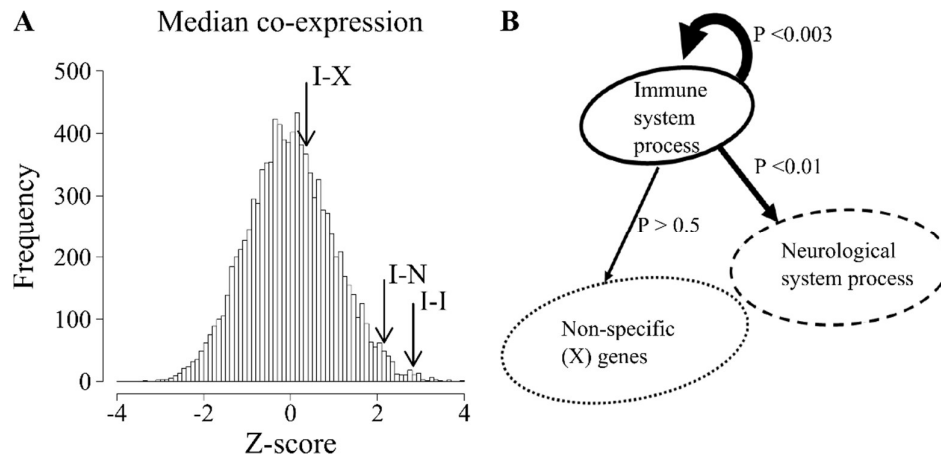 A
Median co-expression
Frequency
500
400
300
200
100
0
I-X
I-N
I-I
-4
-2
0
2
4
Z-score
B
P <0.003
Immune
system
process
P <0.01
P > 0.5
Neurological
system process
Non-specific
(X) genes